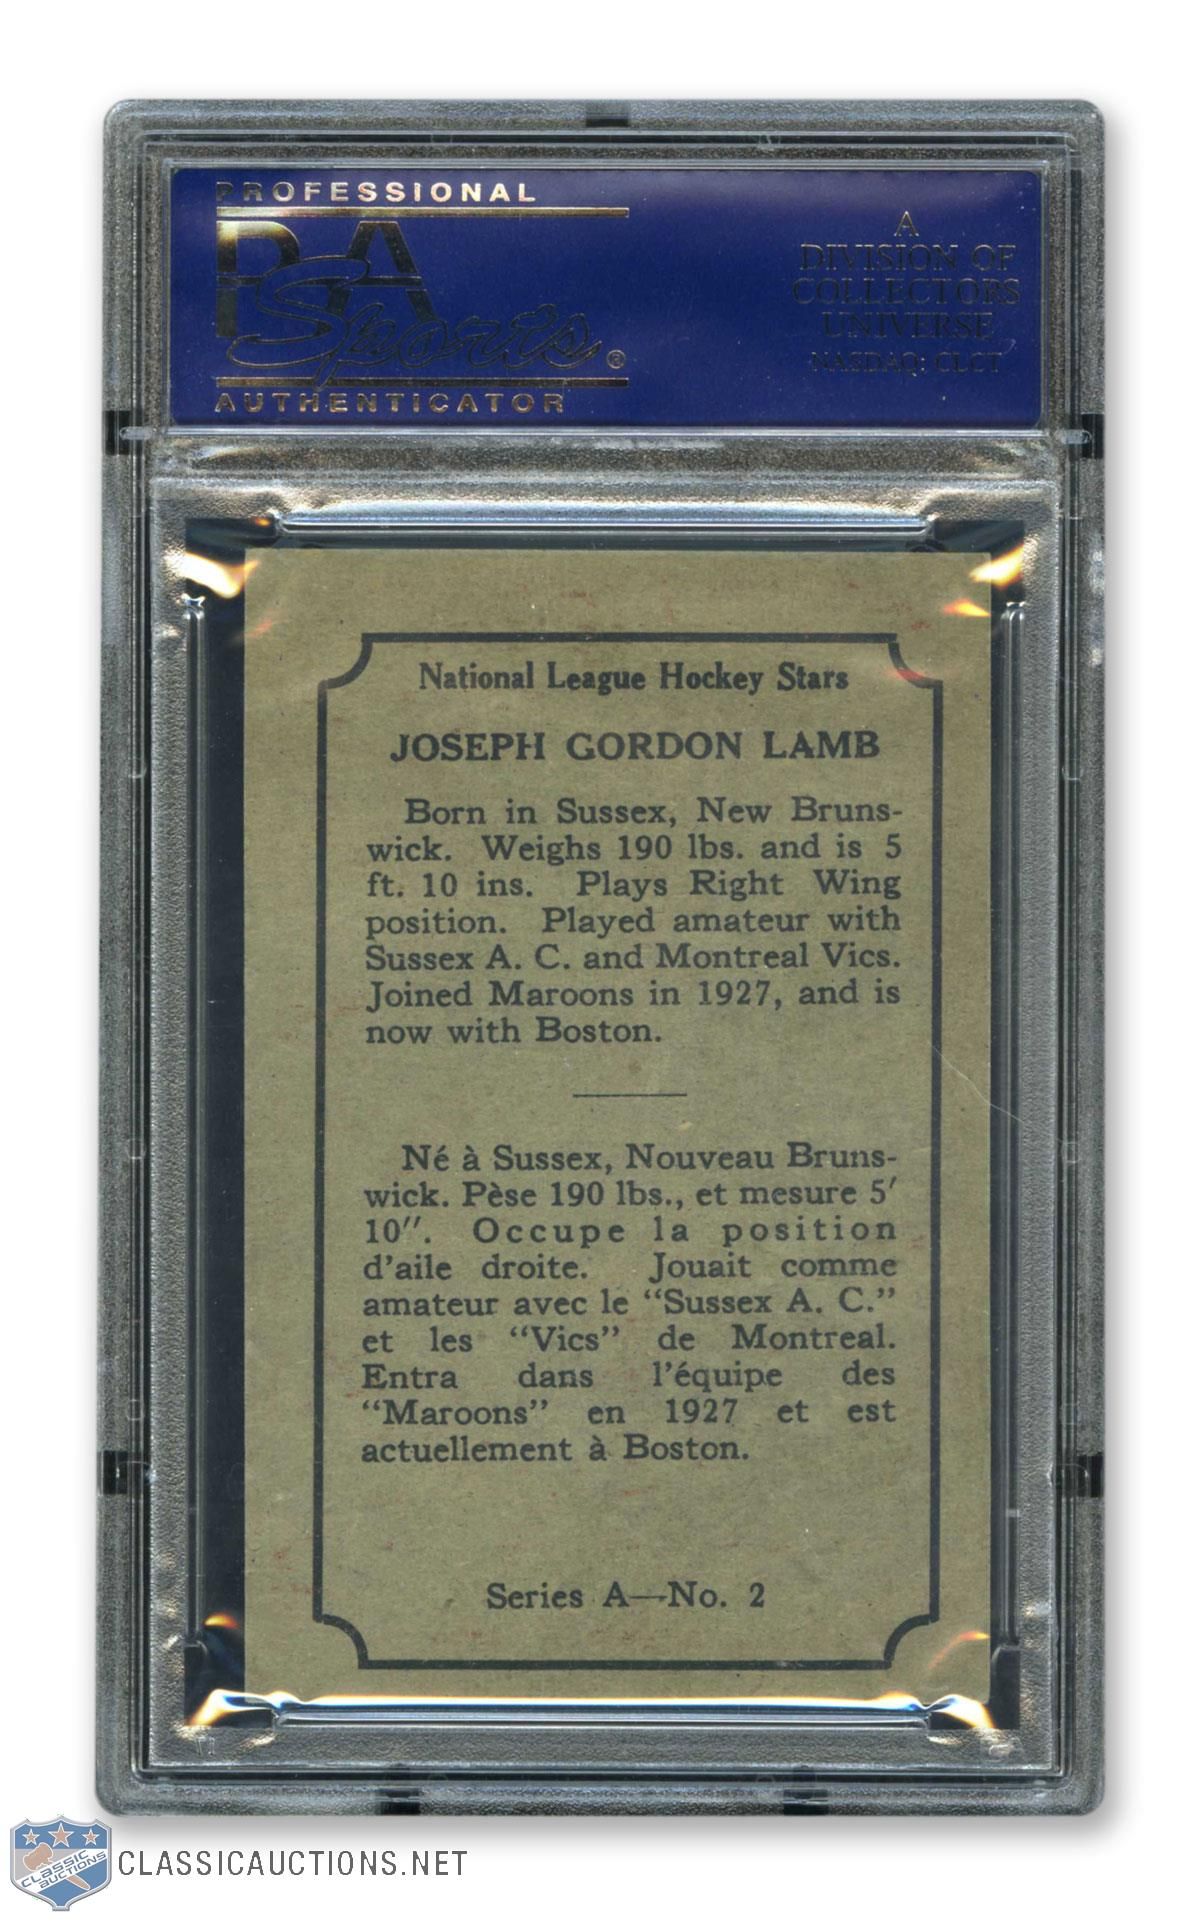 PROFESSIONAL
PSA
Sports®
AUTHENTICATOR
A
DIVISION OF
COLLECTORS
UNIVERSE
NASDAQ: CLCT
National League Hockey Stars
JOSEPH GORDON LAMB
Born in Sussex, New Bruns-
wick. Weighs 190 lbs. and is 5
ft. 10 ins. Plays Right Wing
position. Played amateur with
Sussex A. C. and Montreal Vics.
Joined Maroons in 1927, and is
now with Boston.
Né à Sussex, Nouveau Bruns-
wick. Pèse 190 lbs., et mesure 5′
10″. Occupe la position
d'aile droite. Jouait comme
amateur avec le “Sussex A. C.”
et les “Vics” de Montreal.
Entra dans l'équipe des
“Maroons” en 1927 et est
actuellement à Boston.
Series A—No. 2
CLASSIC
AUCTIONS
CLASSICAUCTIONS.NET